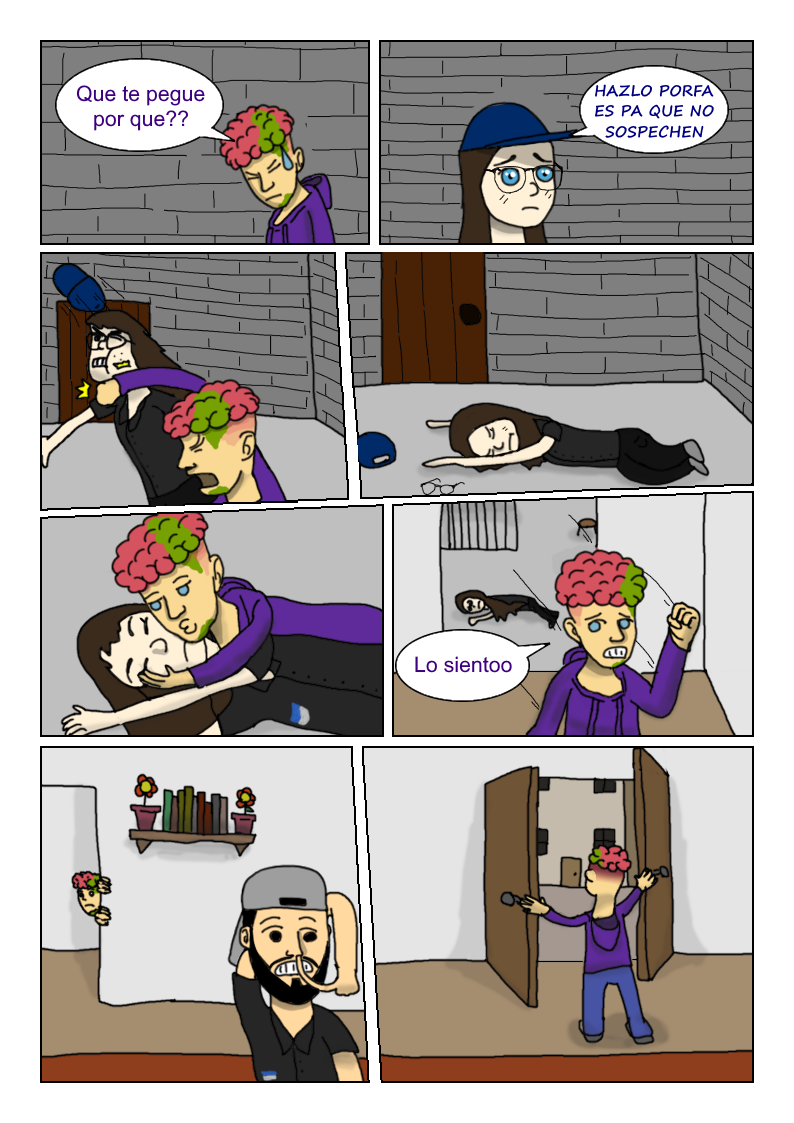 Que te pegue
por que??
HAZLO PORFA
ES PA QUE NO
SOSPECHEN
Lo sientoo